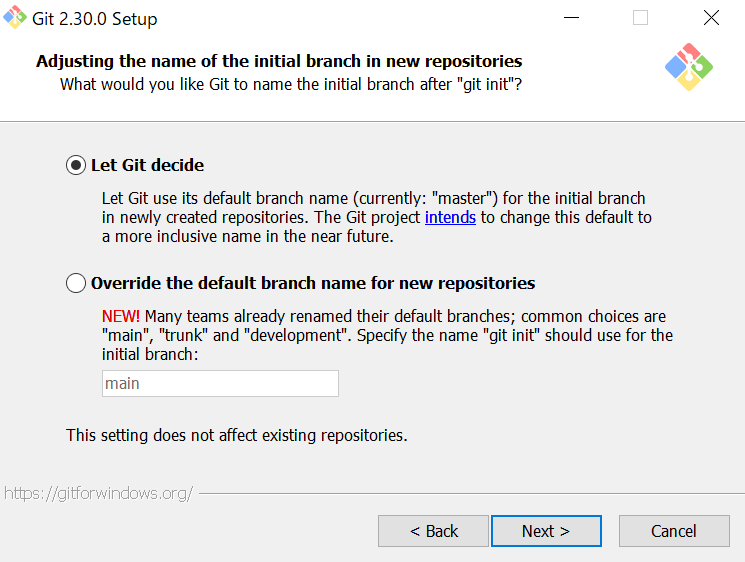 Git 2.30.0 Setup
Adjusting the name of the initial branch in new repositories
What would you like Git to name the initial branch after "git init"?
Let Git decide
Let Git use its default branch name (currently: "master") for the initial branch
in newly created repositories. The Git project intends to change this default to
a more inclusive name in the near future.
Override the default branch name for new repositories
NEW! Many teams already renamed their default branches; common choices are
"main", "trunk" and "development". Specify the name "git init" should use for the
initial branch:
main
This setting does not affect existing repositories.
https://gitforwindows.org/
< Back
Next >
Cancel